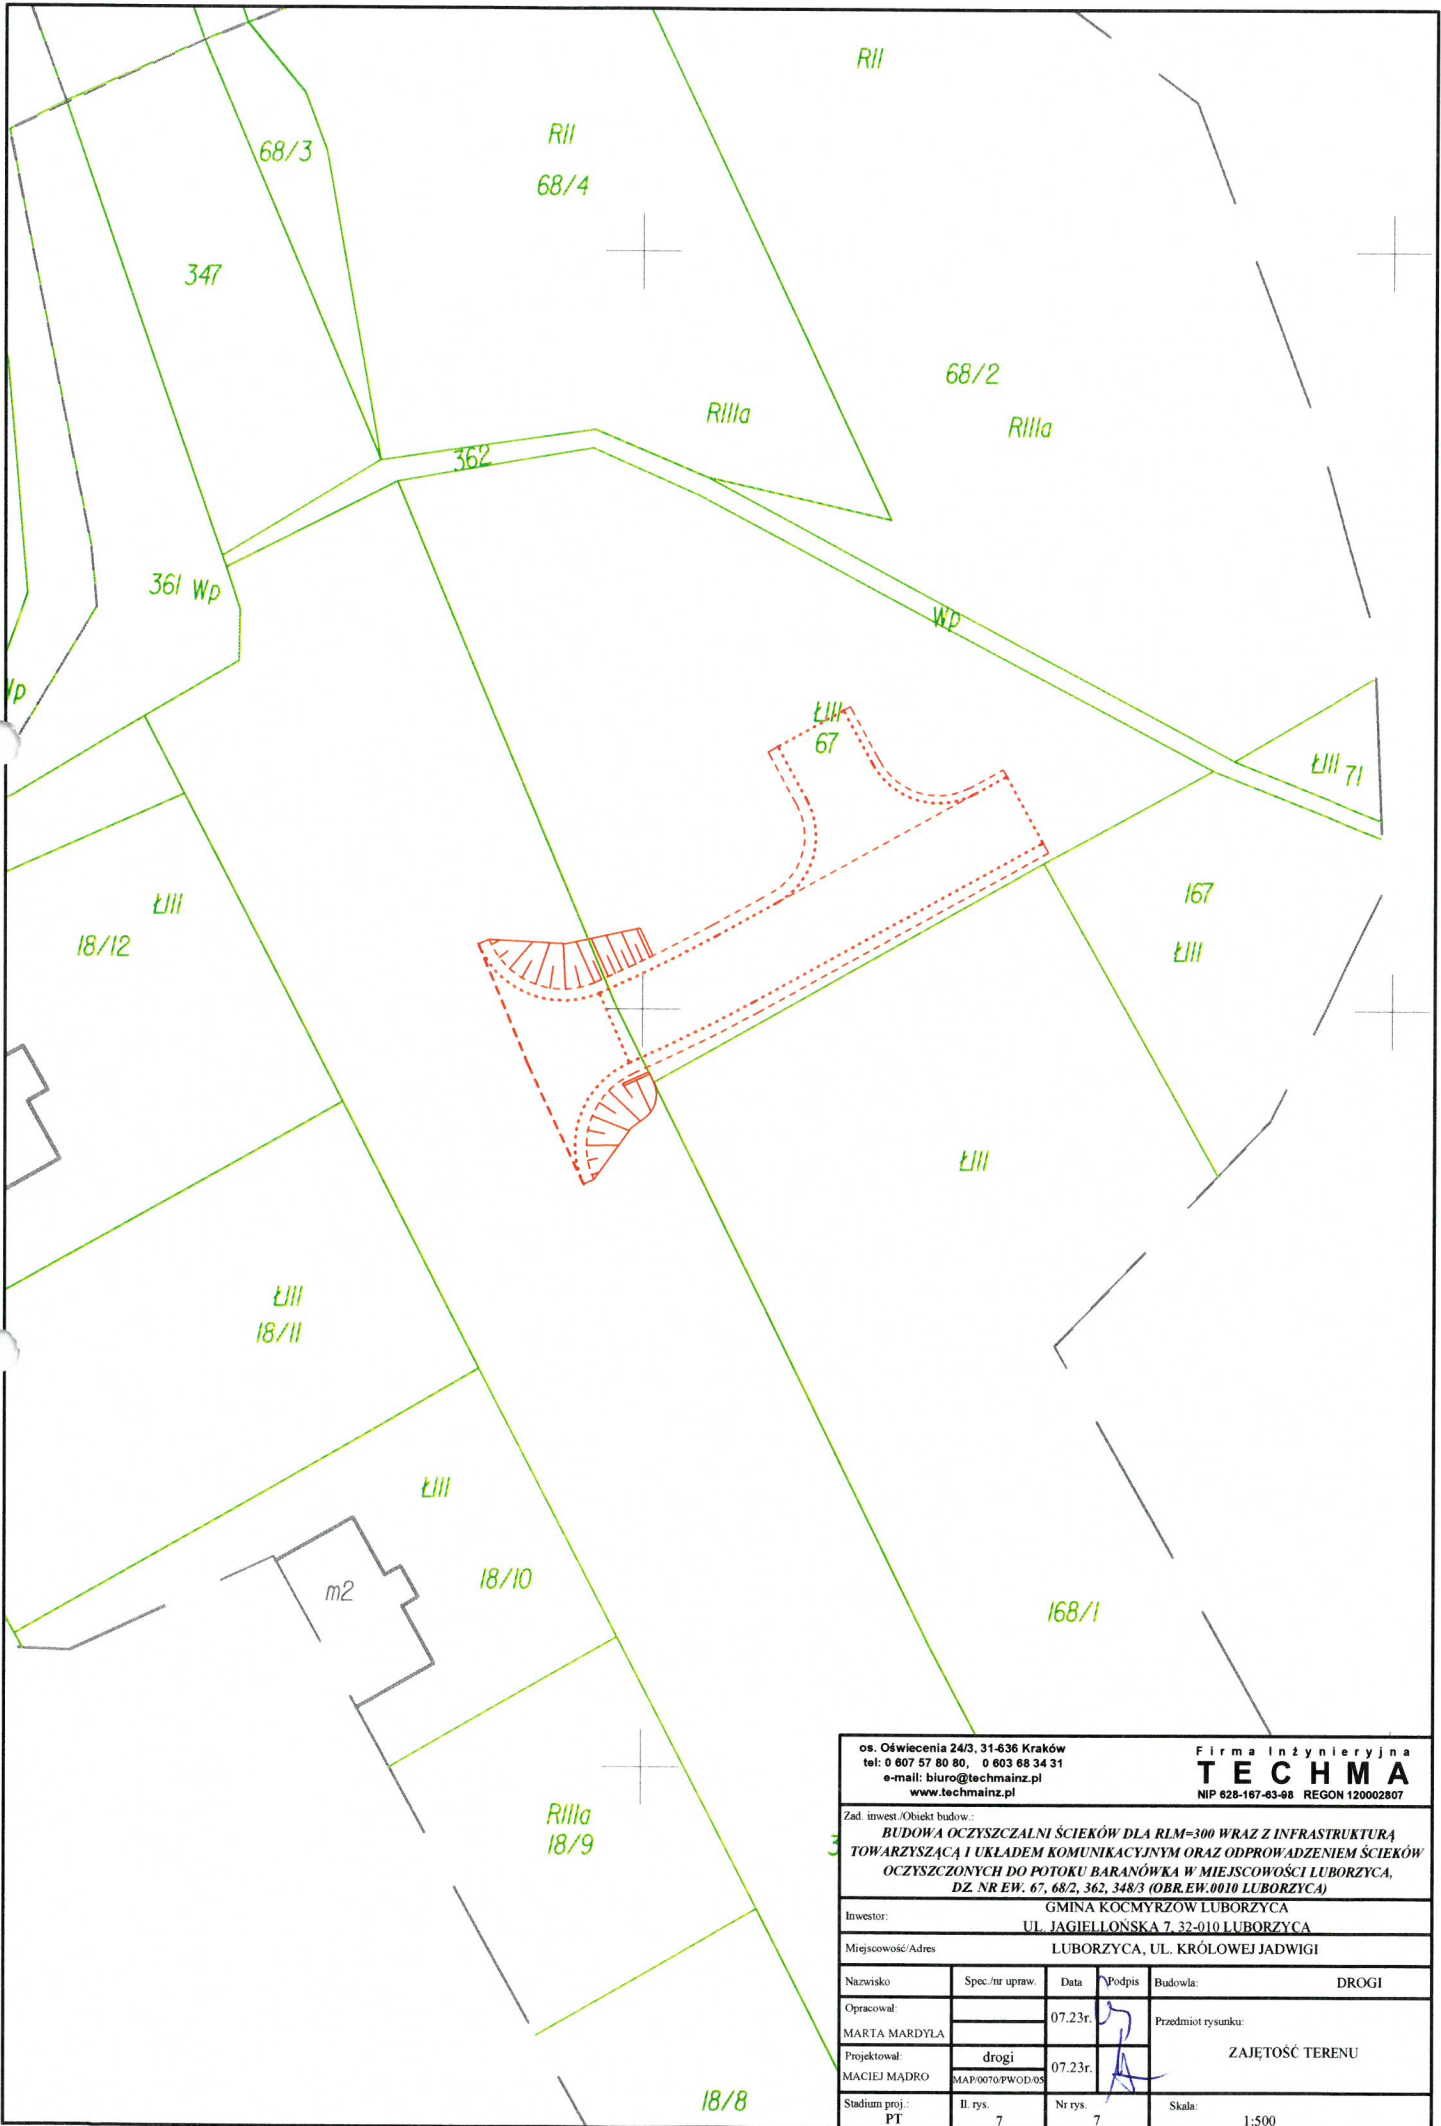 RII
RII
68/3
68/4
347
68/2
RIIIa
RIIIa
362
361 Wp
Wp
ŁIII
67
ŁIII 71
ŁIII
167
18/12
ŁIII
ŁIII
ŁIII
18/11
ŁIII
18/10
m2
168/1
RIIIa
18/9
3
18/8
os. Oświecenia 24/3, 31-636 Kraków
tel: 0 607 57 80 80, 0 603 68 34 31
e-mail: biuro@techmainz.pl
www.techmainz.pl
Firma Inżynieryjna
TECHMA
NIP 628-167-63-98 REGON 120002807
Zad. inwest./Obiekt budow.:
BUDOWA OCZYSZCZALNI ŚCIEKÓW DLA RLM=300 WRAZ Z INFRASTRUKTURĄ
TOWARZYSZĄCĄ I UKŁADEM KOMUNIKACYJNYM ORAZ ODPROWADZENIEM ŚCIEKÓW
OCZYSZCZONYCH DO POTOKU BARANÓWKA W MIEJSCOWOŚCI LUBORZYCA,
DZ. NR EW. 67, 68/2, 362, 348/3 (OBR.EW.0010 LUBORZYCA)
Inwestor: GMINA KOCMYRZÓW LUBORZYCA
UL. JAGIELLOŃSKA 7, 32-010 LUBORZYCA
Miejscowość/Adres LUBORZYCA, UL. KRÓLOWEJ JADWIGI
Nazwisko Spec./nr upraw. Data Podpis Budowla: DROGI
Opracował: 07.23r. Przedmiot rysunku:
MARTA MARDYŁA
ZAJĘTOŚĆ TERENU
Projektował: drogi 07.23r.
MACIEJ MĄDRO MAP/0070/PWOD/05
Stadium proj.: Il. rys. Nr rys. Skala:
PT 7 7 1:500